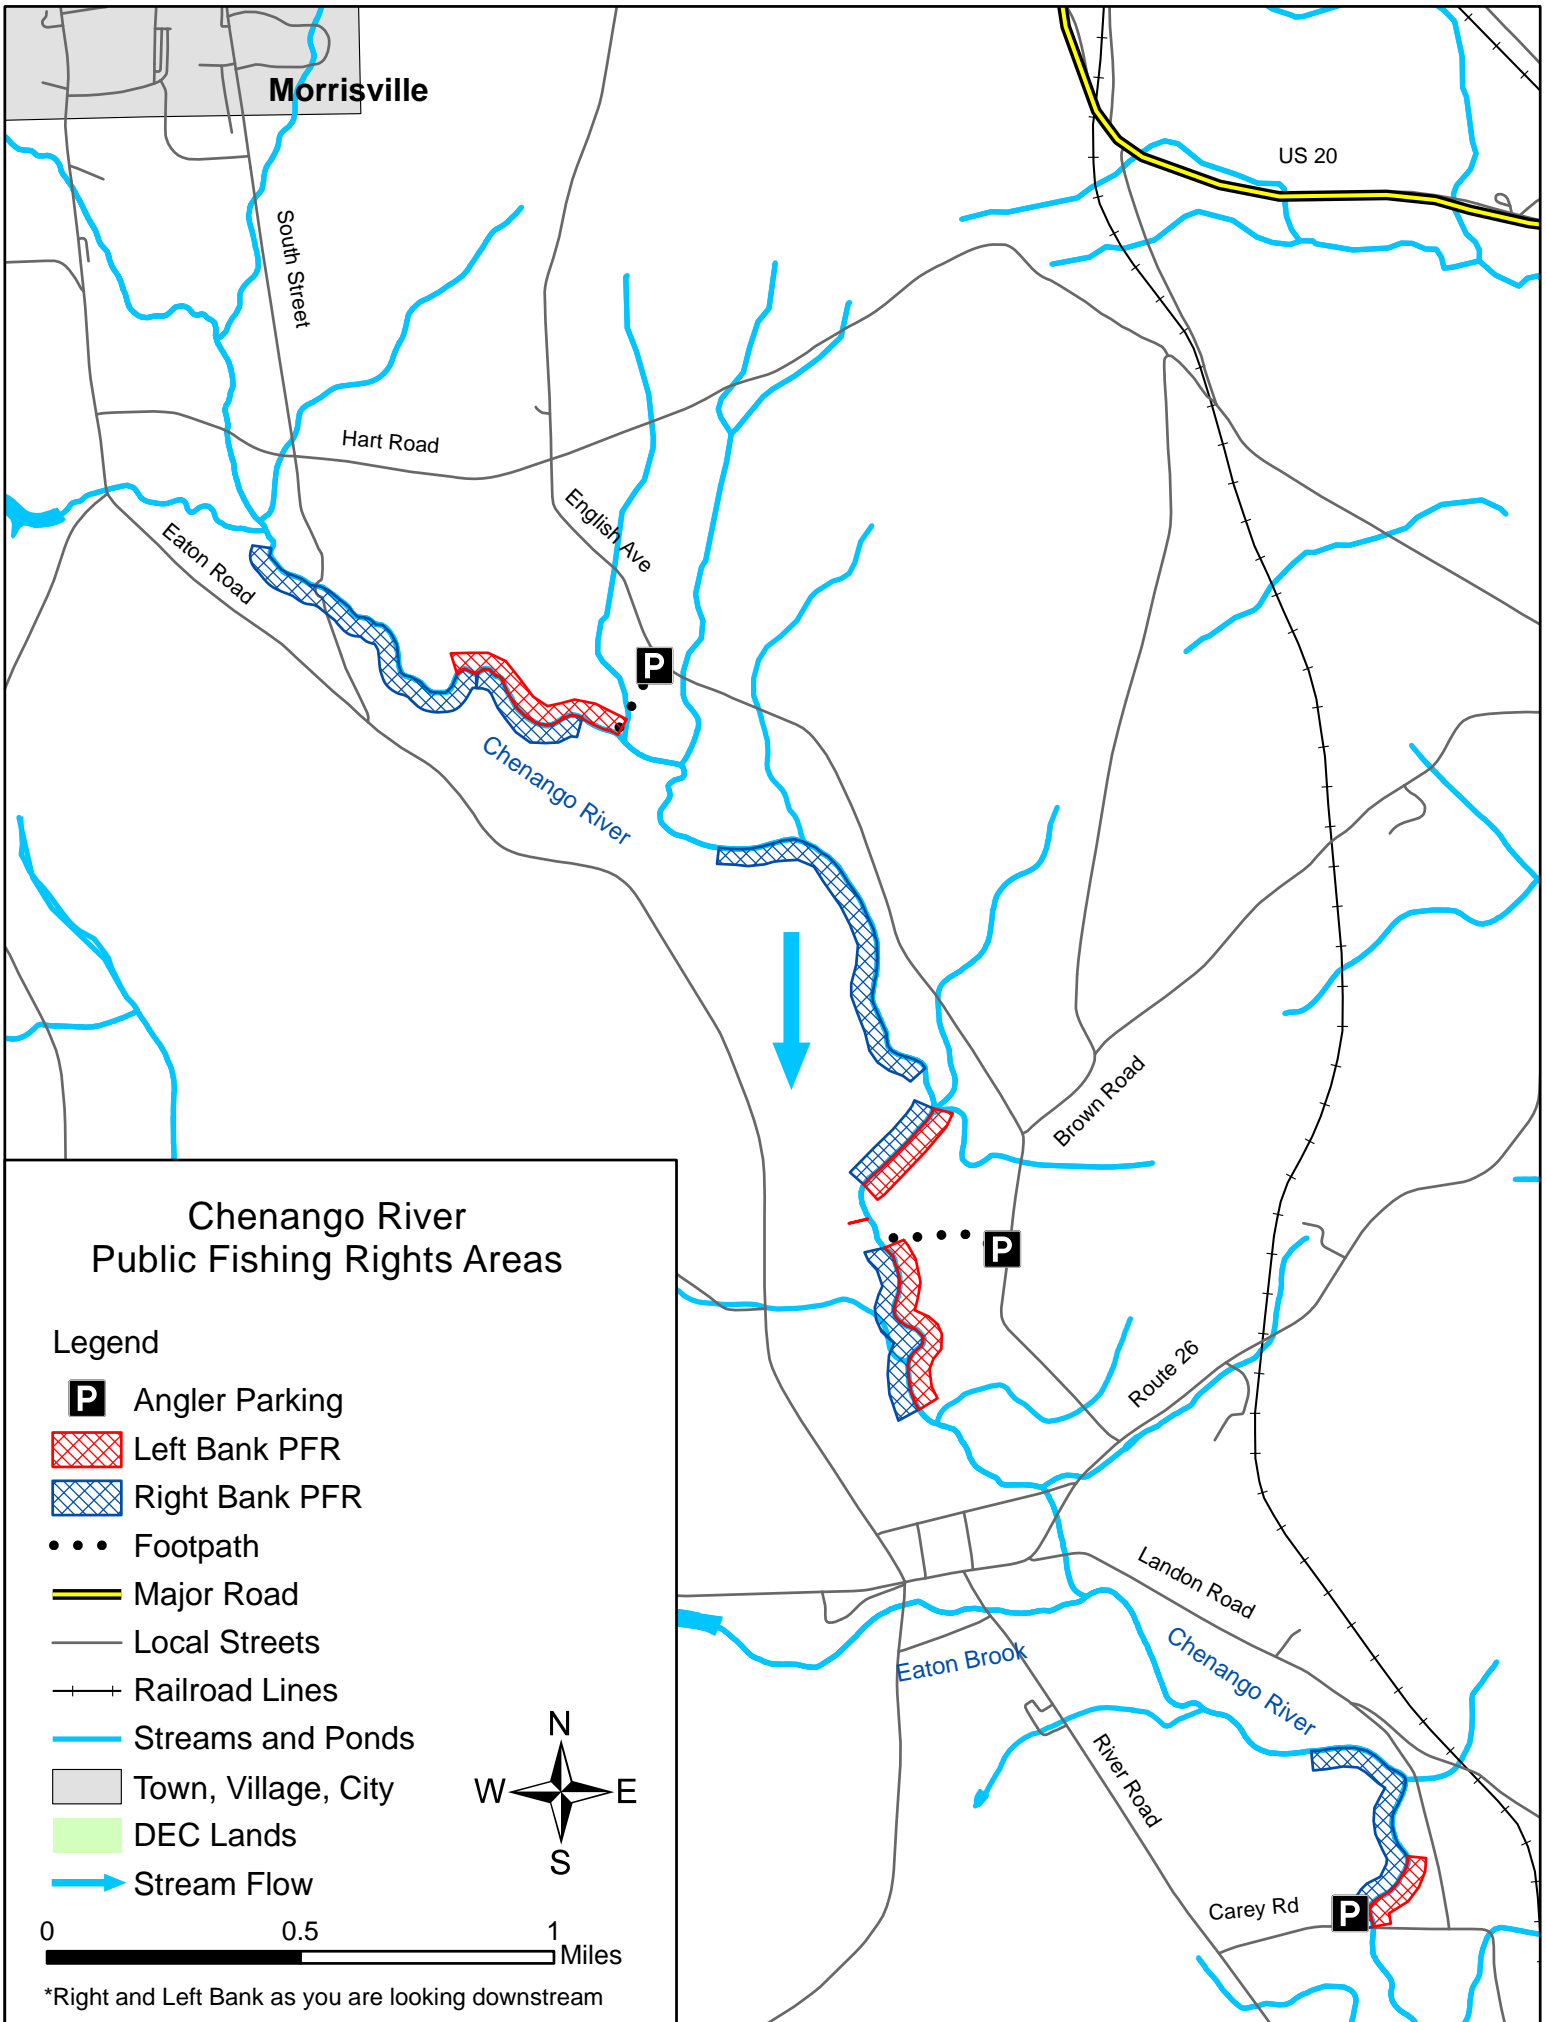 Morrisville
US 20
South Street
Hart Road
English Ave
Eaton Road
P
Chenango River
Brown Road
P
Route 26
Landon Road
Chenango River
Eaton Brook
River Road
Carey Rd
P
Chenango River
Public Fishing Rights Areas
Legend
P Angler Parking
Left Bank PFR
Right Bank PFR
Footpath
Major Road
Local Streets
Railroad Lines
Streams and Ponds
Town, Village, City
DEC Lands
Stream Flow
N
W E
S
0 0.5 1
Miles
*Right and Left Bank as you are looking downstream